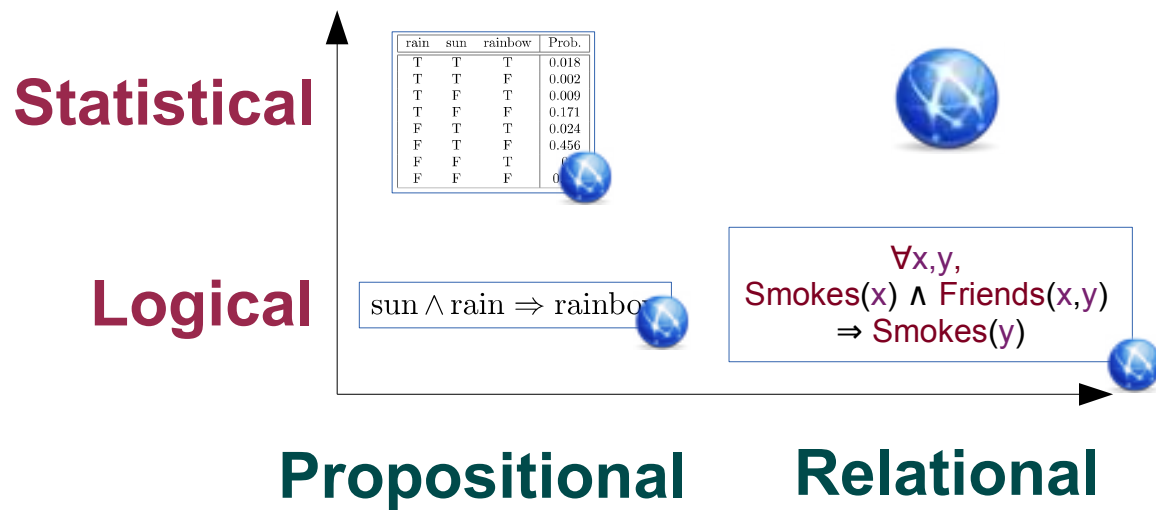 Statistical
rain sun rainbow Prob.
T T T 0.018
T T F 0.002
T F T 0.009
T F F 0.171
F T T 0.024
F T F 0.456
F F T
F F F
Logical
sun ∧ rain ⇒
∀x,y,
Smokes(x) ∧ Friends(x,y)
⇒ Smokes(y)
Propositional
Relational